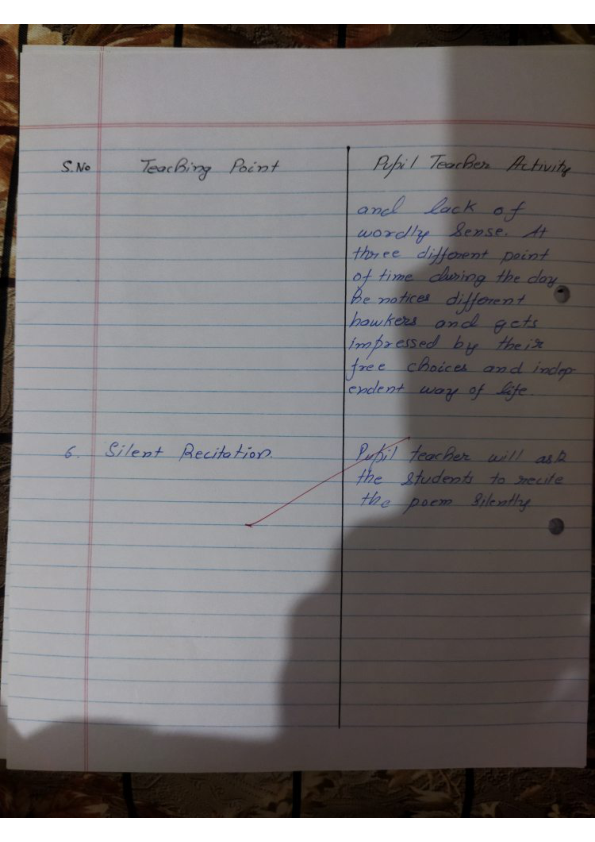 S.No Teaching Point Pupil Teacher Activity
and lack of
wordly sense. At
three different point
of time during the day
he notices different
hawkers and gets
impressed by their
free choices and indep-
endent way of life.
6. Silent Recitation. Pupil teacher will ask
the students to recite
the poem silently